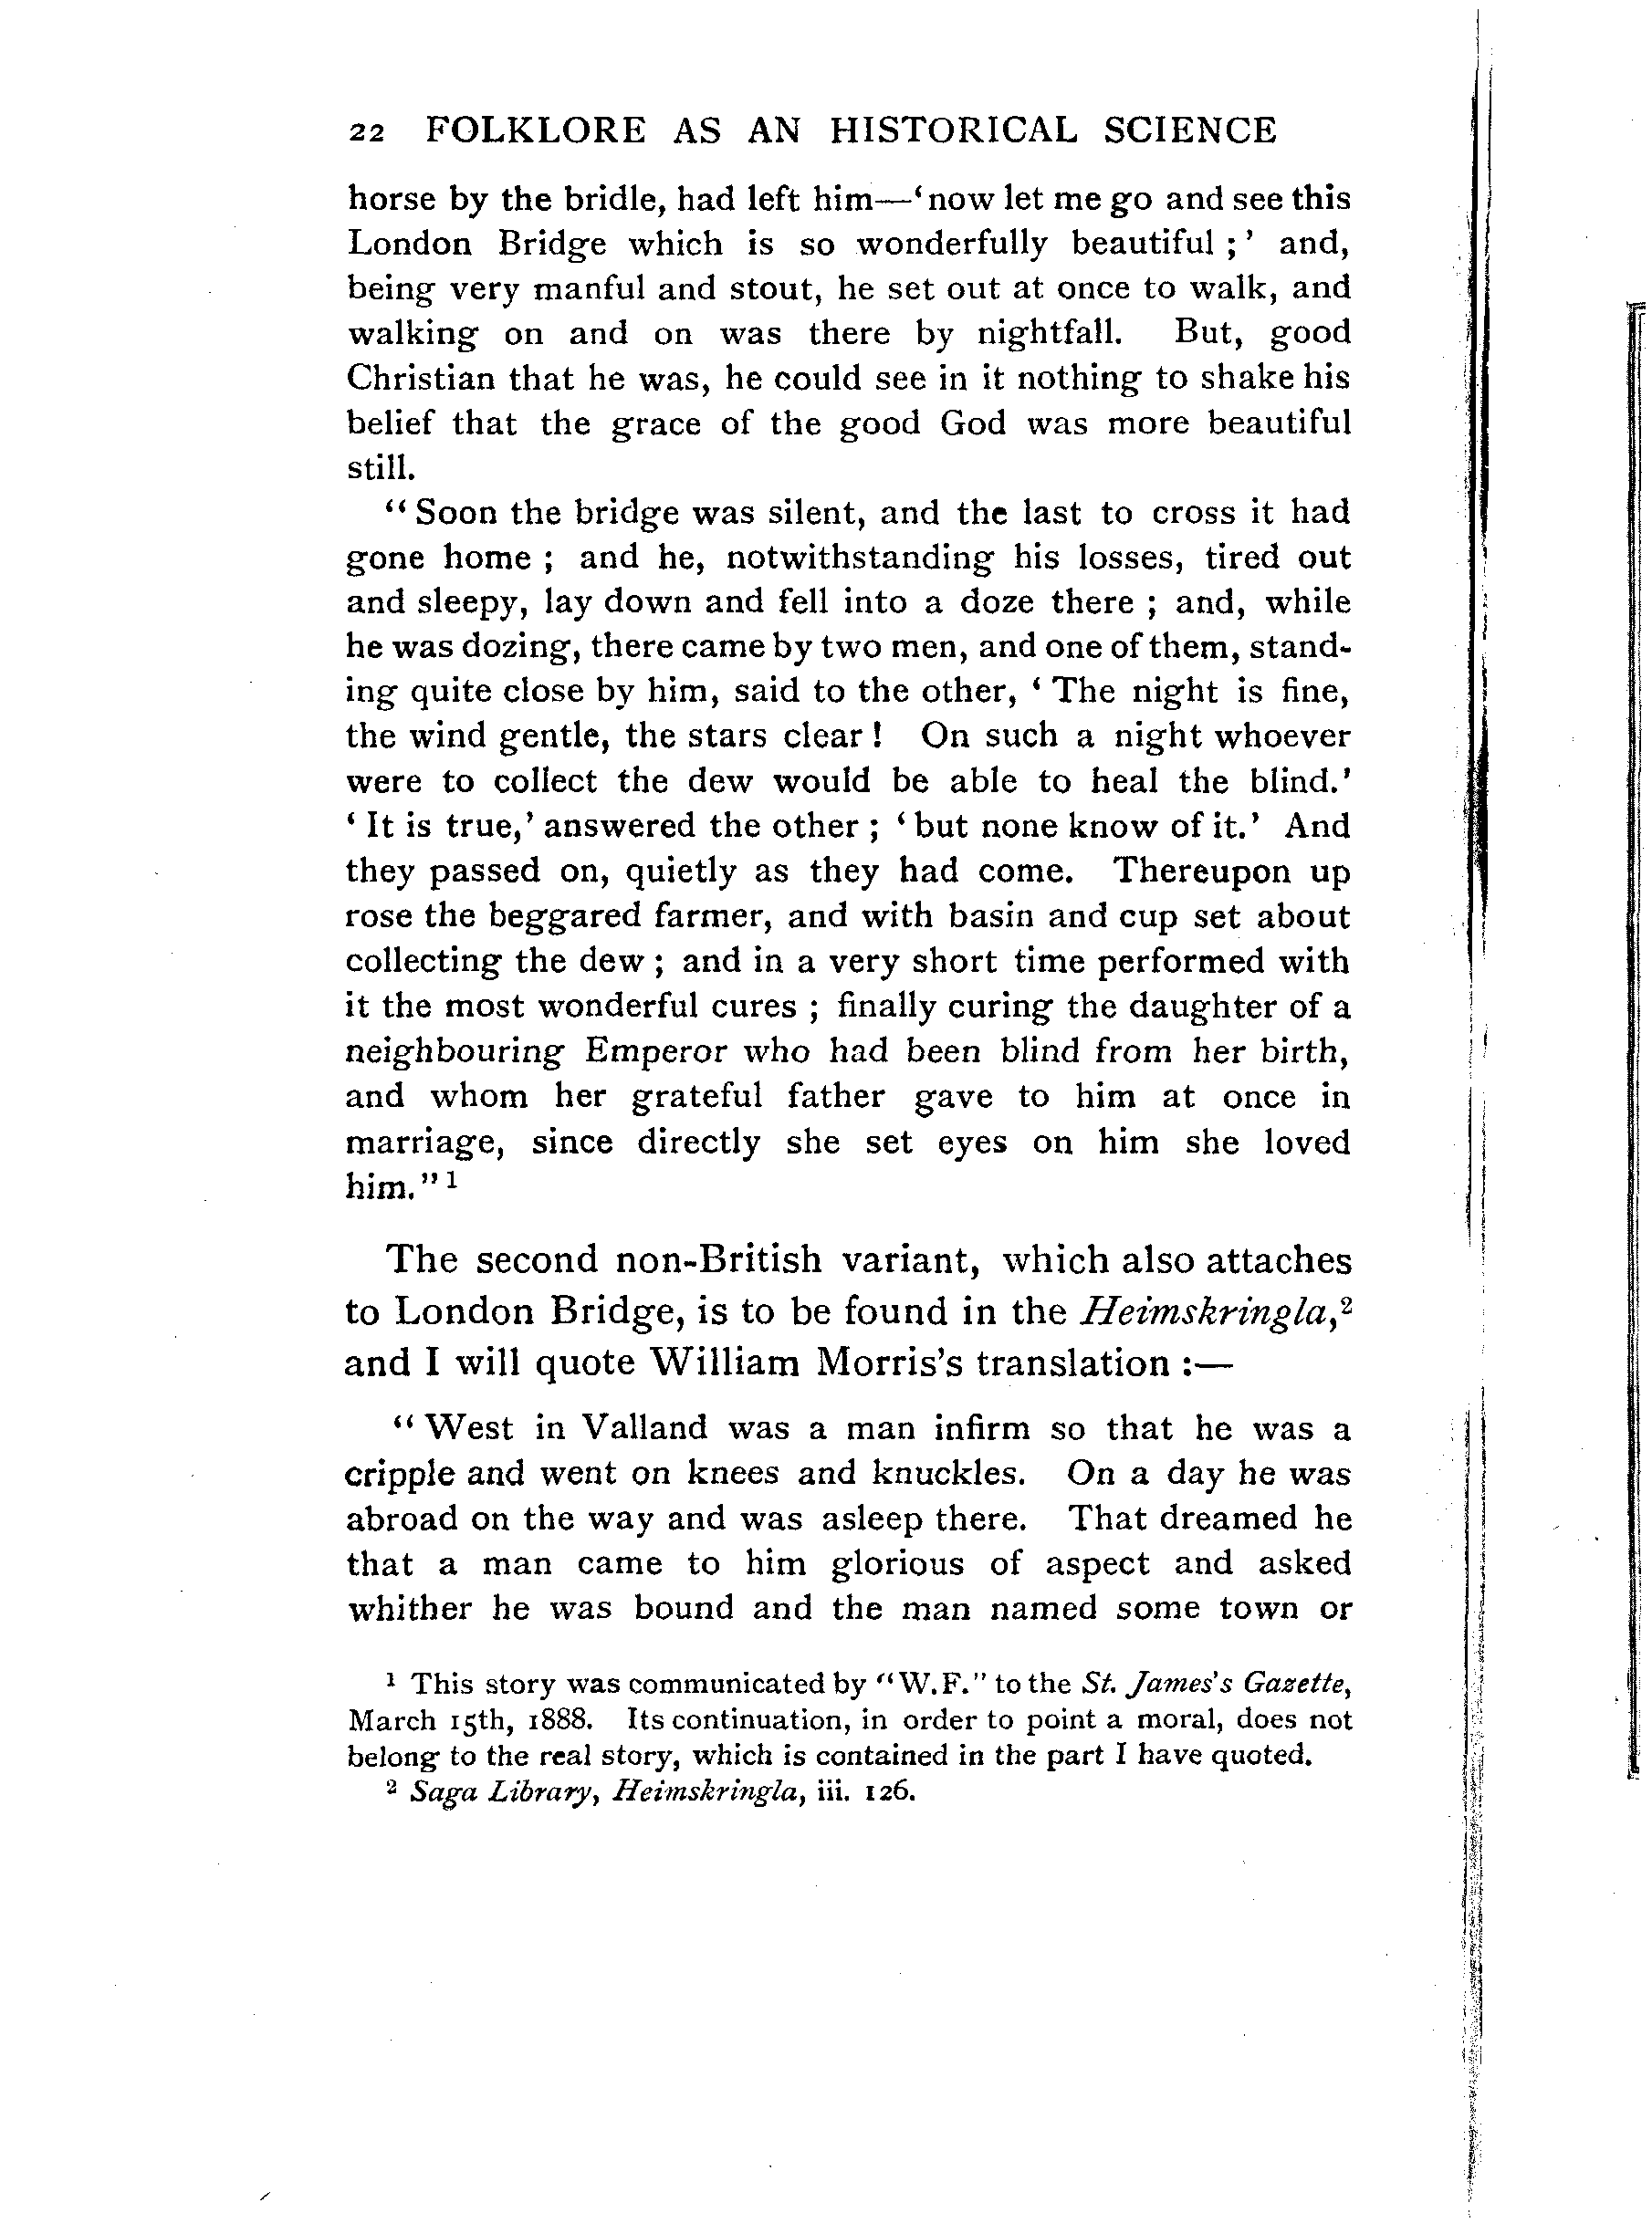 22 FOLKLORE AS AN HISTORICAL SCIENCE
horse by the bridle, had left him—‘now let me go and see this
London Bridge which is so wonderfully beautiful ;’ and,
being very manful and stout, he set out at once to walk, and
walking on and on was there by nightfall. But, good
Christian that he was, he could see in it nothing to shake his
belief that the grace of the good God was more beautiful
still.
“Soon the bridge was silent, and the last to cross it had
gone home ; and he, notwithstanding his losses, tired out
and sleepy, lay down and fell into a doze there ; and, while
he was dozing, there came by two men, and one of them, stand-
ing quite close by him, said to the other, ‘ The night is fine,
the wind gentle, the stars clear ! On such a night whoever
were to collect the dew would be able to heal the blind.’
‘ It is true,’ answered the other ; ‘but none know of it.’ And
they passed on, quietly as they had come. Thereupon up
rose the beggared farmer, and with basin and cup set about
collecting the dew ; and in a very short time performed with
it the most wonderful cures ; finally curing the daughter of a
neighbouring Emperor who had been blind from her birth,
and whom her grateful father gave to him at once in
marriage, since directly she set eyes on him she loved
him.” ¹
The second non-British variant, which also attaches
to London Bridge, is to be found in the Heimskringla,²
and I will quote William Morris’s translation :—
“ West in Valland was a man infirm so that he was a
cripple and went on knees and knuckles. On a day he was
abroad on the way and was asleep there. That dreamed he
that a man came to him glorious of aspect and asked
whither he was bound and the man named some town or
¹ This story was communicated by “W.F.” to the St. James’s Gazette,
March 15th, 1888. Its continuation, in order to point a moral, does not
belong to the real story, which is contained in the part I have quoted.
² Saga Library, Heimskringla, iii. 126.